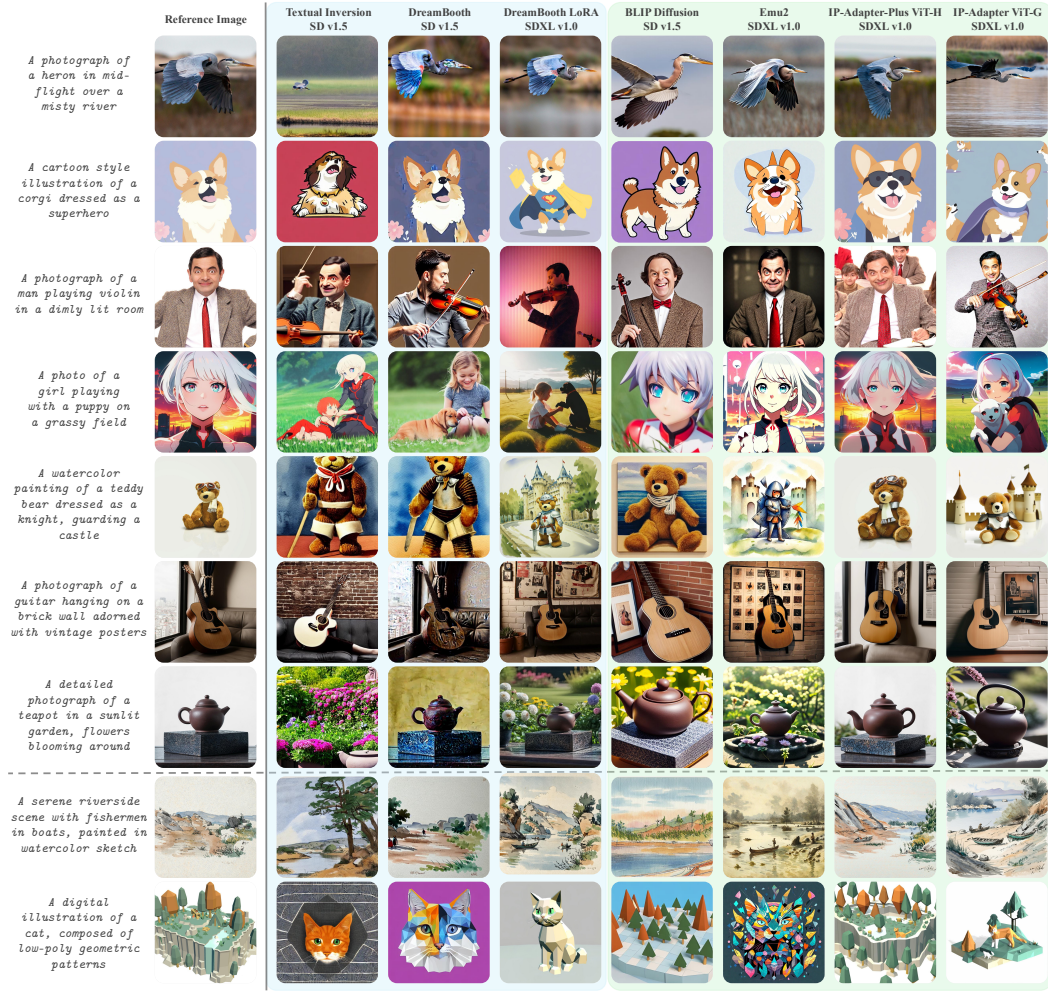 Reference Image
Textual Inversion
SD v1.5
DreamBooth
SD v1.5
DreamBooth LoRA
SDXL v1.0
BLIP Diffusion
SD v1.5
Emu2
SDXL v1.0
IP-Adapter-Plus ViT-H
SDXL v1.0
IP-Adapter ViT-G
SDXL v1.0
A photograph of
a heron in mid-
flight over a
misty river
A cartoon style
illustration of a
corgi dressed as a
superhero
A photograph of a
man playing violin
in a dimly lit room
A photo of a
girl playing
with a puppy on
a grassy field
A watercolor
painting of a teddy
bear dressed as a
knight, guarding a
castle
A photograph of a
guitar hanging on a
brick wall adorned
with vintage posters
A detailed
photograph of a
teapot in a sunlit
garden, flowers
blooming around
A serene riverside
scene with fishermen
in boats, painted in
watercolor sketch
A digital
illustration of a
cat, composed of
low-poly geometric
patterns